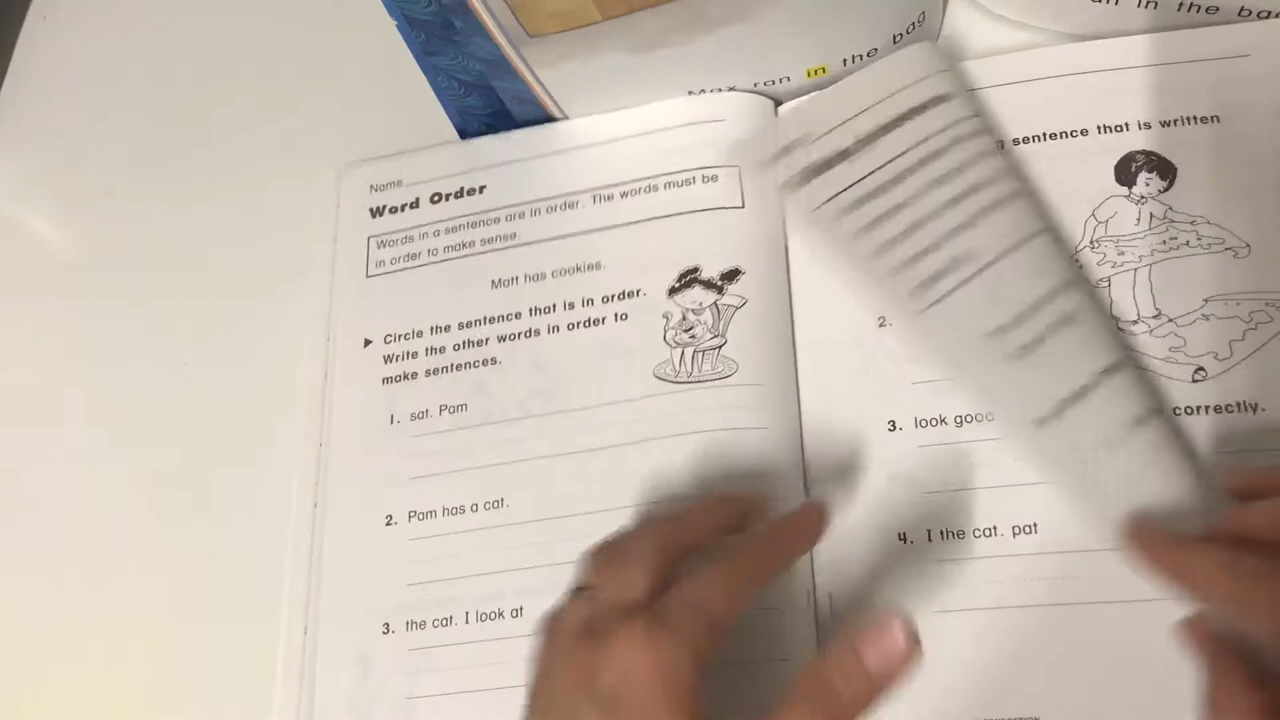 ran in the bag
in the
Name
Word Order
Words in a sentence are in order. The words must be
in order to make sense.
Matt has cookies.
Circle the sentence that is in order.
Write the other words in order to
make sentences.
1. sat. Pam
2. Pam has a cat.
3. the cat. I look at
sentence that is written
correctly.
2.
3. look good
4. I the cat. pat